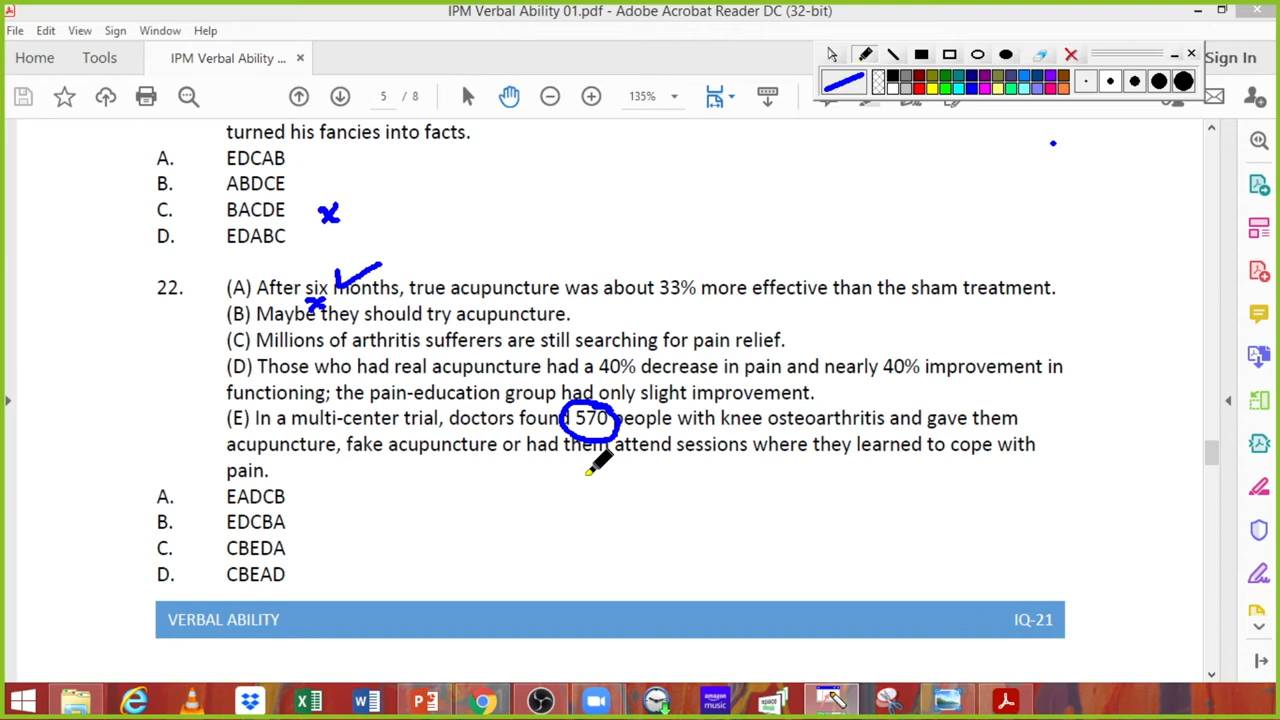 IPM Verbal Ability 01.pdf - Adobe Acrobat Reader DC (32-bit)
File Edit View Sign Window Help
Home Tools IPM Verbal Ability ... × Sign In
5 / 8 135%
turned his fancies into facts.
A. EDCAB
B. ABDCE
C. BACDE x
D. EDABC
22. (A) After six months, true acupuncture was about 33% more effective than the sham treatment.
(B) Maybe they should try acupuncture.
(C) Millions of arthritis sufferers are still searching for pain relief.
(D) Those who had real acupuncture had a 40% decrease in pain and nearly 40% improvement in
functioning; the pain-education group had only slight improvement.
(E) In a multi-center trial, doctors found 570 people with knee osteoarthritis and gave them
acupuncture, fake acupuncture or had them attend sessions where they learned to cope with
pain.
A. EADCB
B. EDCBA
C. CBEDA
D. CBEAD
VERBAL ABILITY IQ-21
amazon music